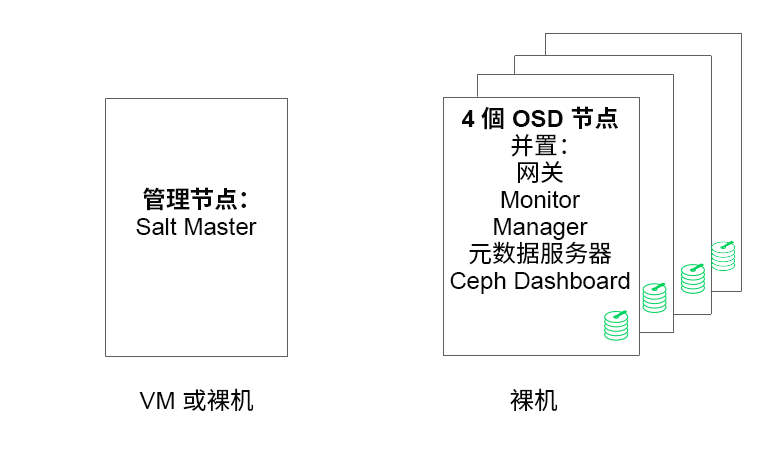 管理节点：
Salt Master
VM 或裸机
4 個 OSD 节点
并置：
网关
Monitor
Manager
元数据服务器
Ceph Dashboard
裸机